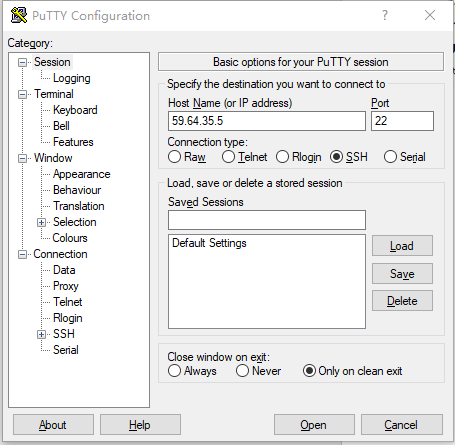 PuTTY Configuration
?
Category:
Session
Logging
Terminal
Keyboard
Bell
Features
Window
Appearance
Behaviour
Translation
Selection
Colours
Connection
Data
Proxy
Telnet
Rlogin
SSH
Serial
Basic options for your PuTTY session
Specify the destination you want to connect to
Host Name (or IP address) Port
59.64.35.5 22
Connection type:
Raw Telnet Rlogin SSH Serial
Load, save or delete a stored session
Saved Sessions
Default Settings
Load
Save
Delete
Close window on exit:
Always Never Only on clean exit
About Help Open Cancel